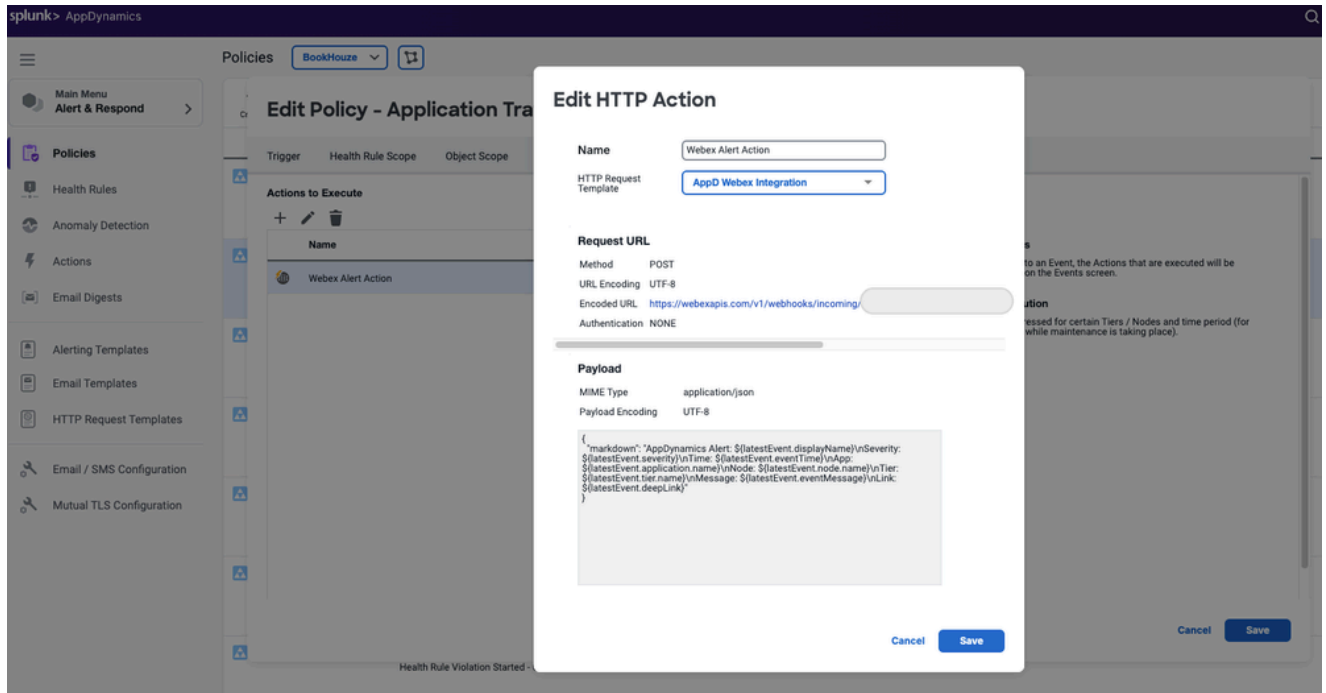 splunk> AppDynamics
Policies
BookHouze
Main Menu
Alert & Respond
Policies
Health Rules
Anomaly Detection
Actions
Email Digests
Alerting Templates
Email Templates
HTTP Request Templates
Email / SMS Configuration
Mutual TLS Configuration
Edit Policy - Application Tra
Trigger Health Rule Scope Object Scope
Actions to Execute
Name
Webex Alert Action
Health Rule Violation Started -
Edit HTTP Action
Name Webex Alert Action
HTTP Request
Template
AppD Webex Integration
Request URL
Method POST
URL Encoding UTF-8
Encoded URL https://webexapis.com/v1/webhooks/incoming/
Authentication NONE
Payload
MIME Type application/json
Payload Encoding UTF-8
{
"markdown": "AppDynamics Alert: ${latestEvent.displayName}\nSeverity:
${latestEvent.severity}\nTime: ${latestEvent.eventTime}\nApp:
${latestEvent.application.name}\nNode: ${latestEvent.node.name}\nTier:
${latestEvent.tier.name}\nMessage: ${latestEvent.eventMessage}\nLink:
${latestEvent.deepLink}"
}
Cancel Save
to an Event, the Actions that are executed will be
on the Events screen.
ution
ressed for certain Tiers / Nodes and time period (for
while maintenance is taking place).
Cancel Save